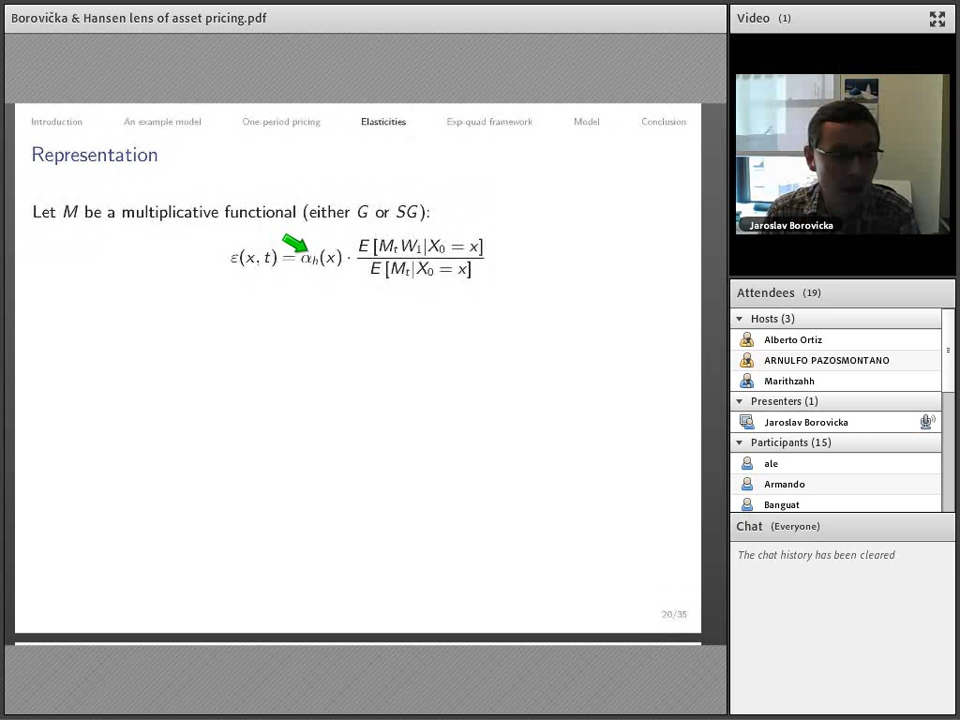 Borovička & Hansen lens of asset pricing.pdf
Introduction An example model One-period pricing Elasticities Exp-quad framework Model Conclusion
Representation
Let M be a multiplicative functional (either G or SG):
ε(x, t) = α_h(x) · E [M_t W_1|X_0 = x] / E [M_t|X_0 = x]
20/35
Video (1)
Jaroslav Borovicka
Attendees (19)
Hosts (3)
Alberto Ortiz
ARNULFO PAZOSMONTANO
Marithzahh
Presenters (1)
Jaroslav Borovicka
Participants (15)
ale
Armando
Banguat
Chat (Everyone)
The chat history has been cleared